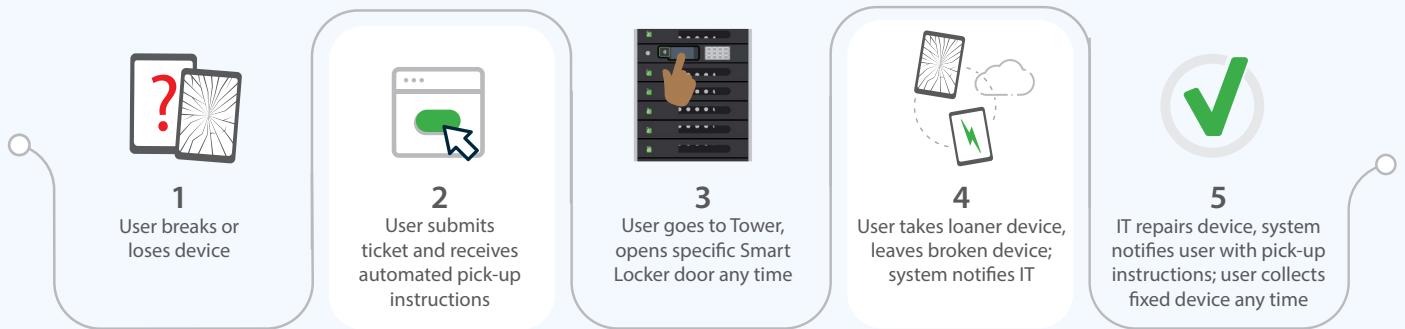 ?
1
User breaks or
loses device
2
User submits
ticket and receives
automated pick-up
instructions
3
User goes to Tower,
opens specific Smart
Locker door any time
4
User takes loaner device,
leaves broken device;
system notifies IT
5
IT repairs device, system
notifies user with pick-up
instructions; user collects
fixed device any time